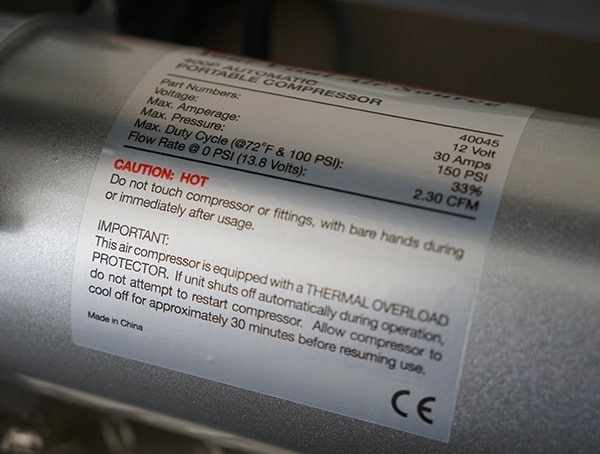 400P AUTOMATIC
PORTABLE COMPRESSOR
Part Numbers: 40045
Voltage: 12 Volt
Max. Amperage: 30 Amps
Max. Pressure: 150 PSI
Max. Duty Cycle (@72°F & 100 PSI): 33%
Flow Rate @ 0 PSI (13.8 Volts): 2.30 CFM
CAUTION: HOT
Do not touch compressor or fittings, with bare hands during
or immediately after usage.
IMPORTANT:
This air compressor is equipped with a THERMAL OVERLOAD
PROTECTOR. If unit shuts off automatically during operation,
do not attempt to restart compressor. Allow compressor to
cool off for approximately 30 minutes before resuming use.
Made in China
CE